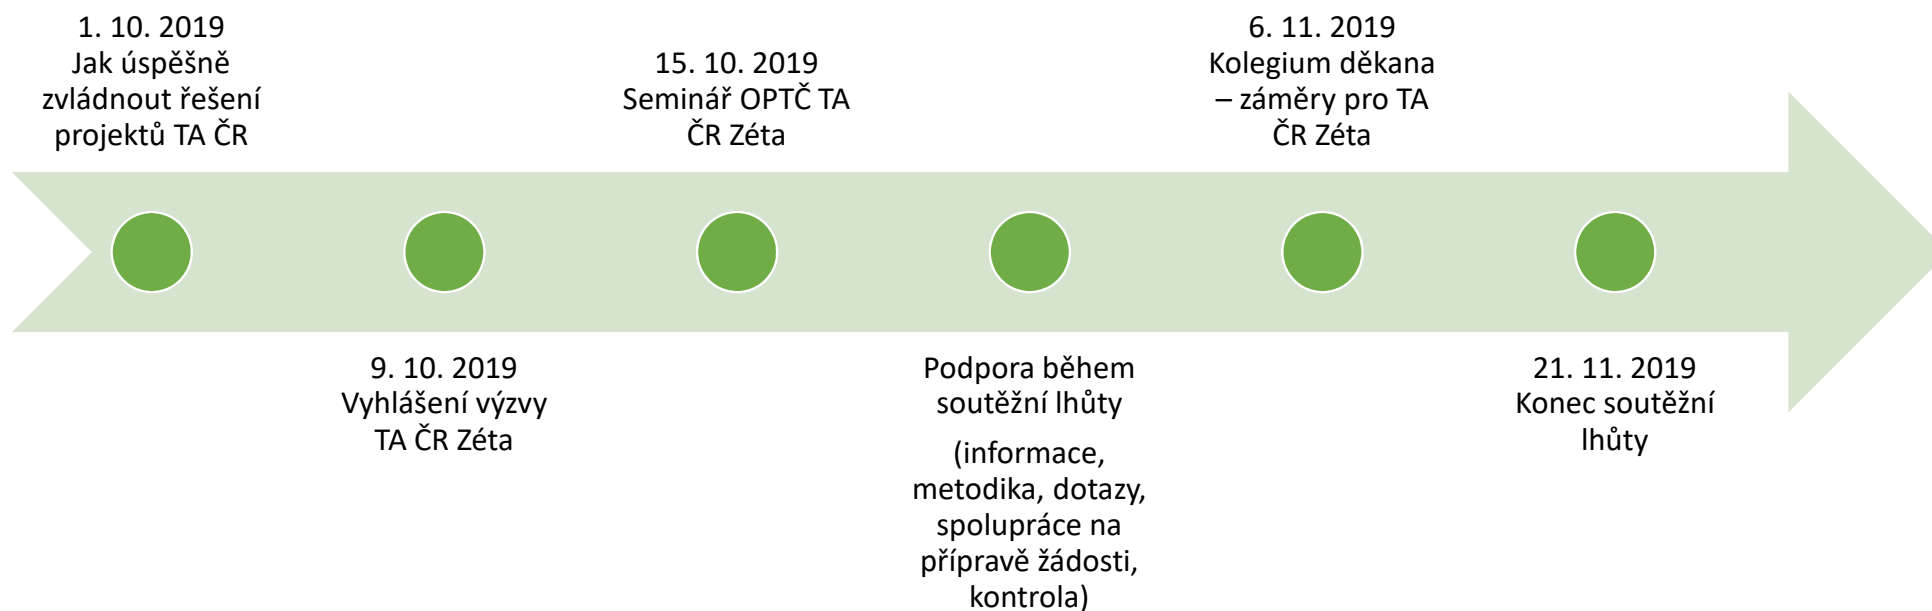 1. 10. 2019
Jak úspěšně
zvládnout řešení
projektů TA ČR
9. 10. 2019
Vyhlášení výzvy
TA ČR Zéta
15. 10. 2019
Seminář OPTČ TA
ČR Zéta
Podpora během
soutěžní lhůty
(informace,
metodika, dotazy,
spolupráce na
přípravě žádosti,
kontrola)
6. 11. 2019
Kolegium děkana
– záměry pro TA
ČR Zéta
21. 11. 2019
Konec soutěžní
lhůty